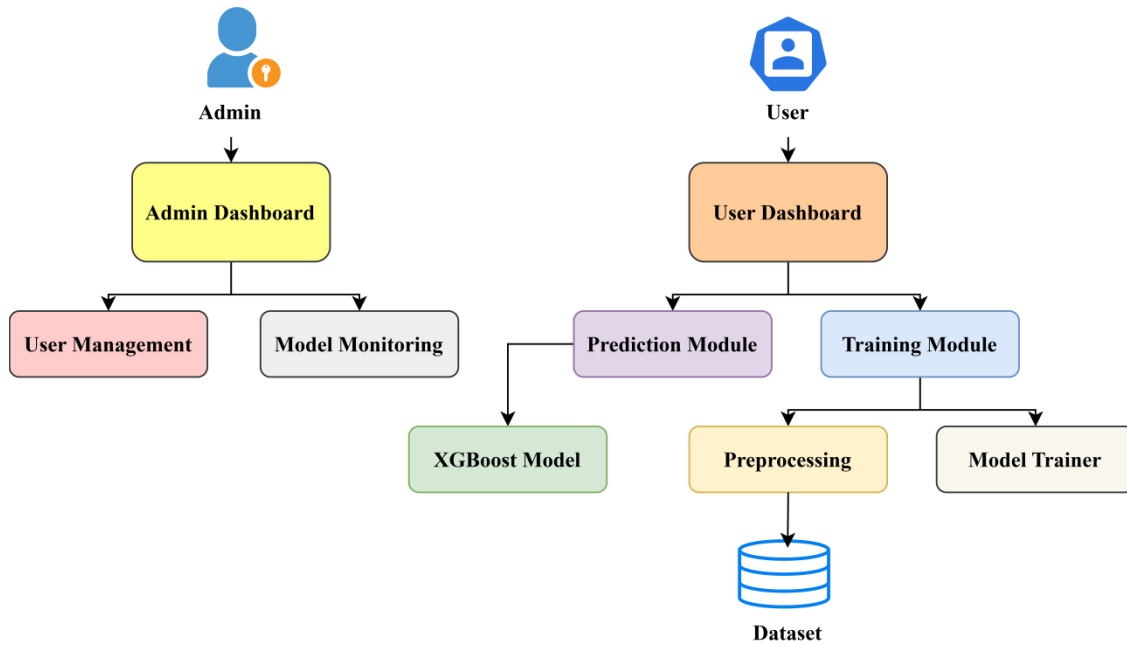 Admin
User
Admin Dashboard
User Dashboard
User Management
Model Monitoring
Prediction Module
Training Module
XGBoost Model
Preprocessing
Model Trainer
Dataset